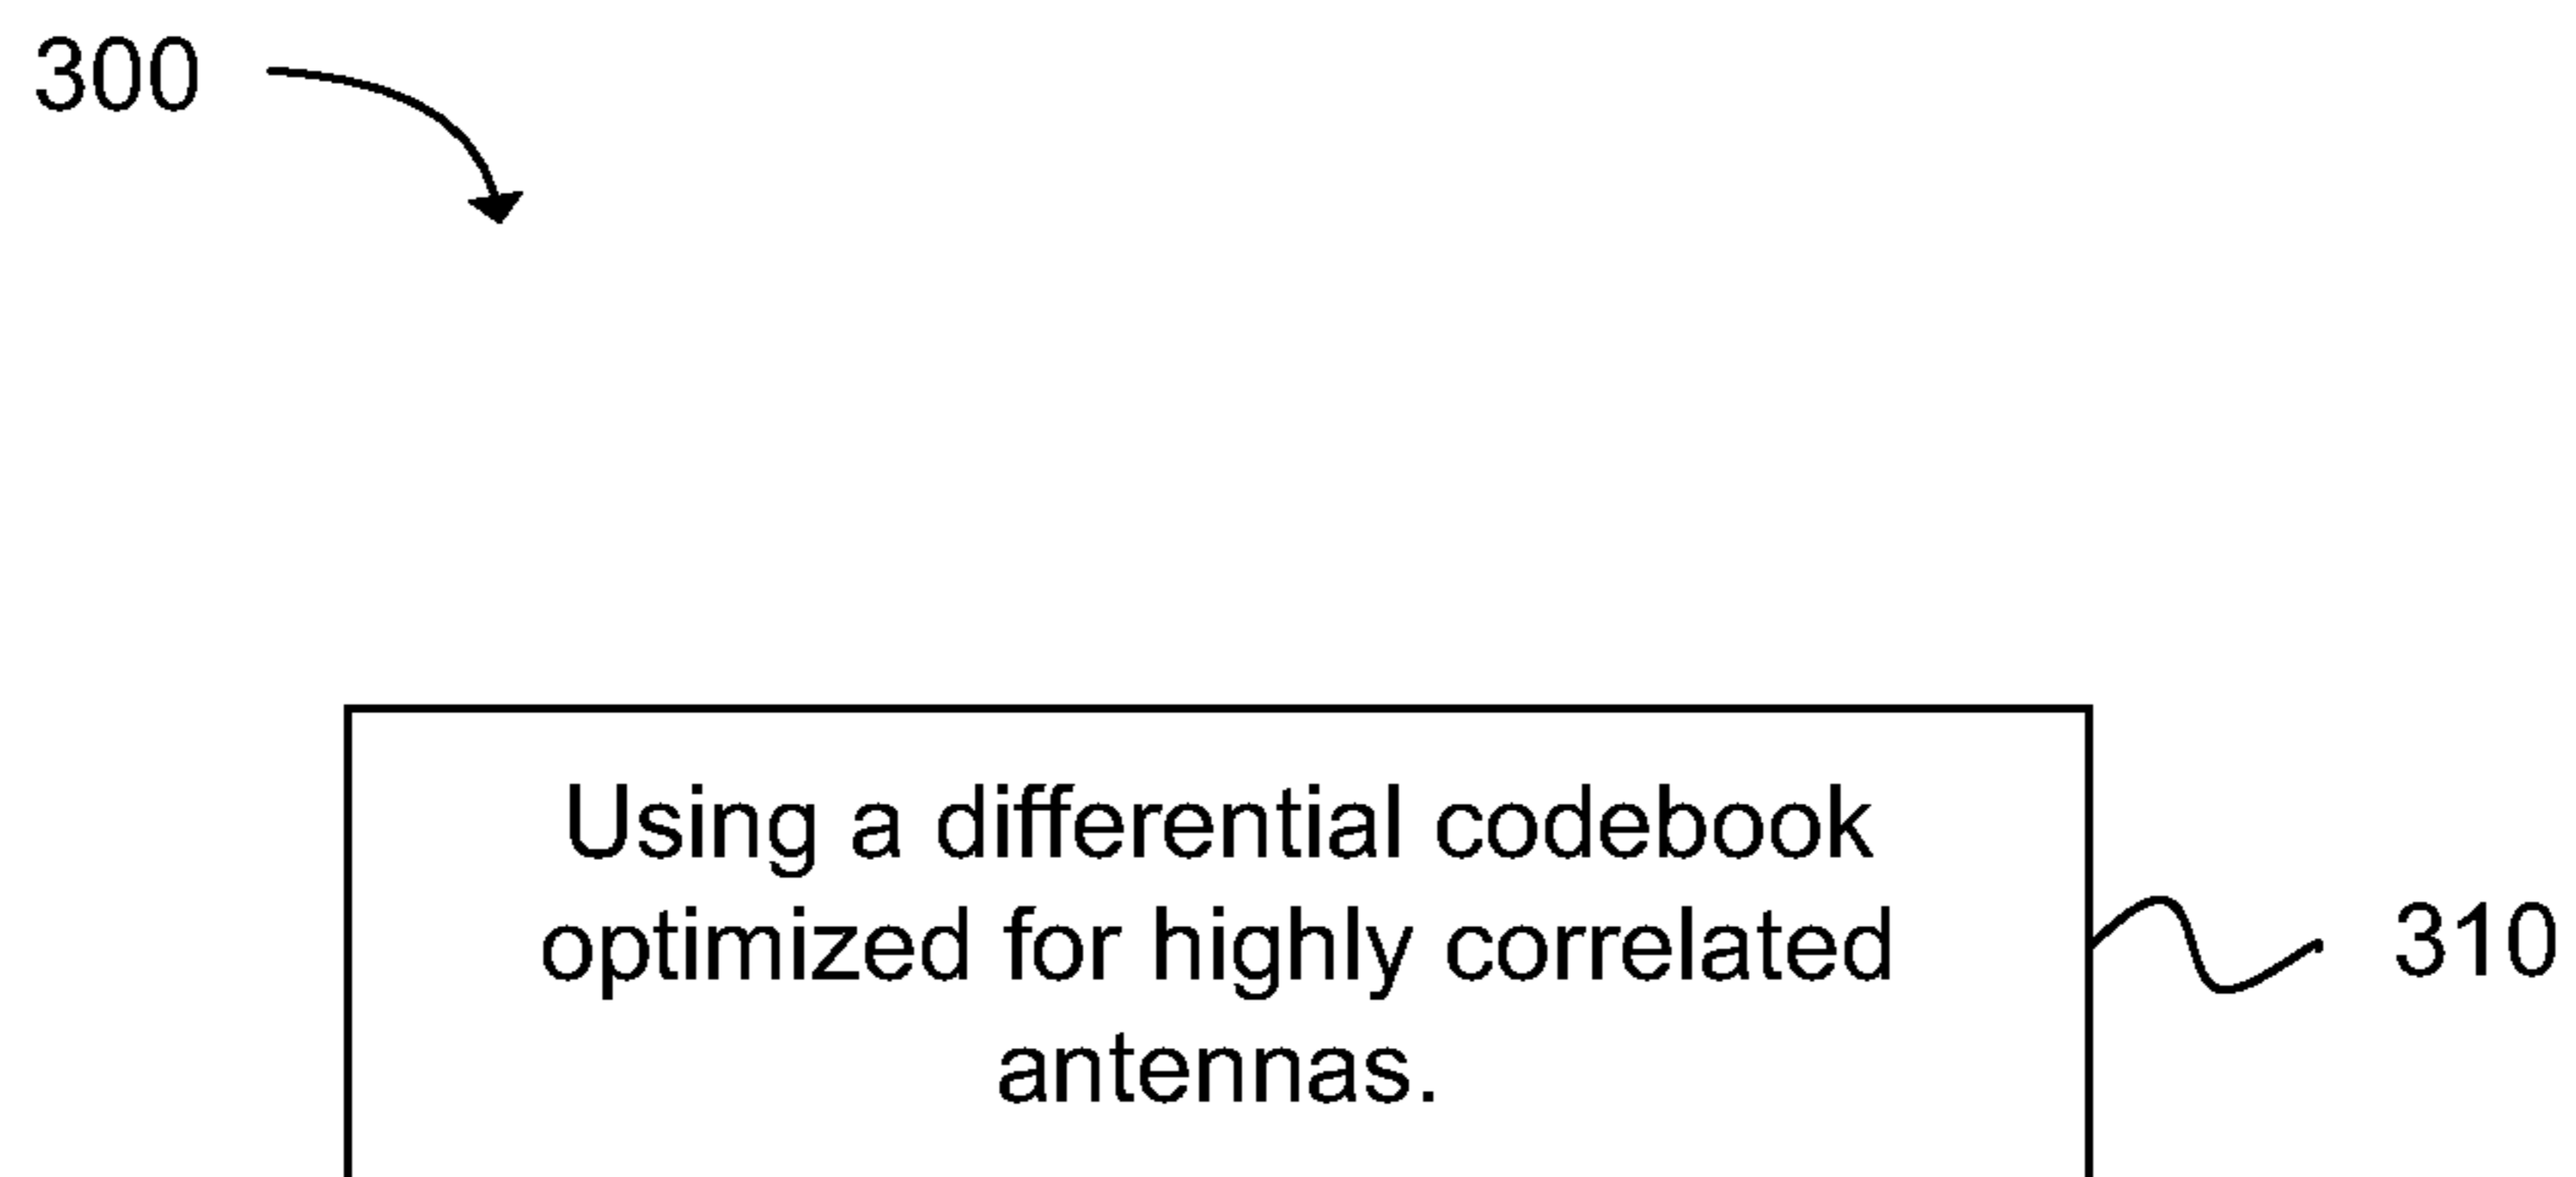 300
Using a differential codebook
optimized for highly correlated
antennas.
310